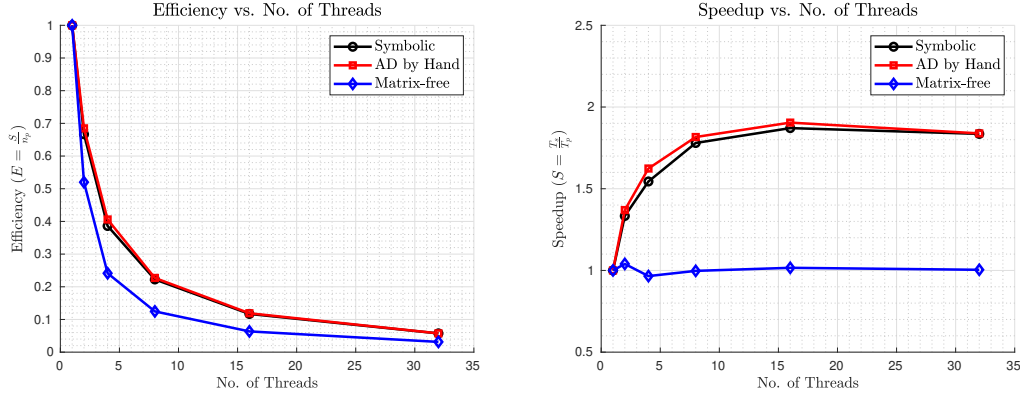 Efficiency vs. No. of Threads
Efficiency (E = S/n_p)
1
0.9
0.8
0.7
0.6
0.5
0.4
0.3
0.2
0.1
0
0 5 10 15 20 25 30 35
No. of Threads
Symbolic
AD by Hand
Matrix-free
Speedup vs. No. of Threads
Speedup (S = T_s/T_p)
2.5
2
1.5
1
0.5
0 5 10 15 20 25 30 35
No. of Threads
Symbolic
AD by Hand
Matrix-free